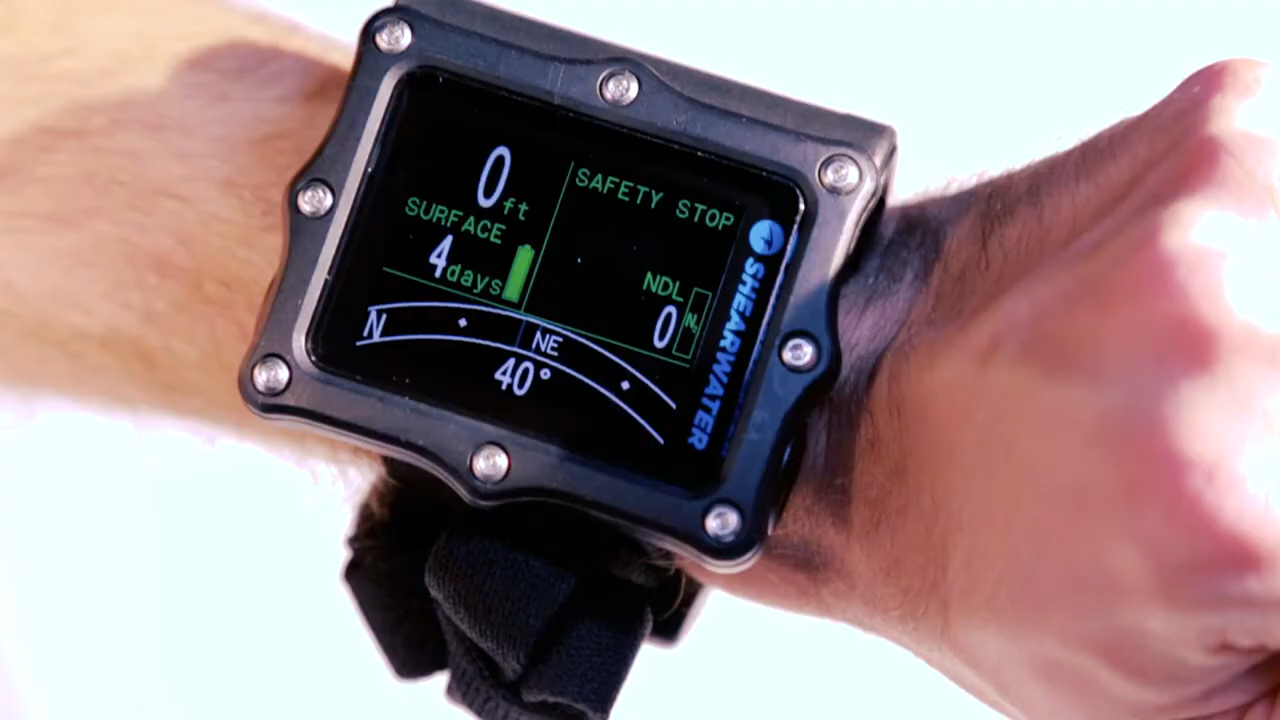 0ft
SURFACE
4days
SAFETY STOP
NDL
0
N2
SHEARWATER
N
NE
40°